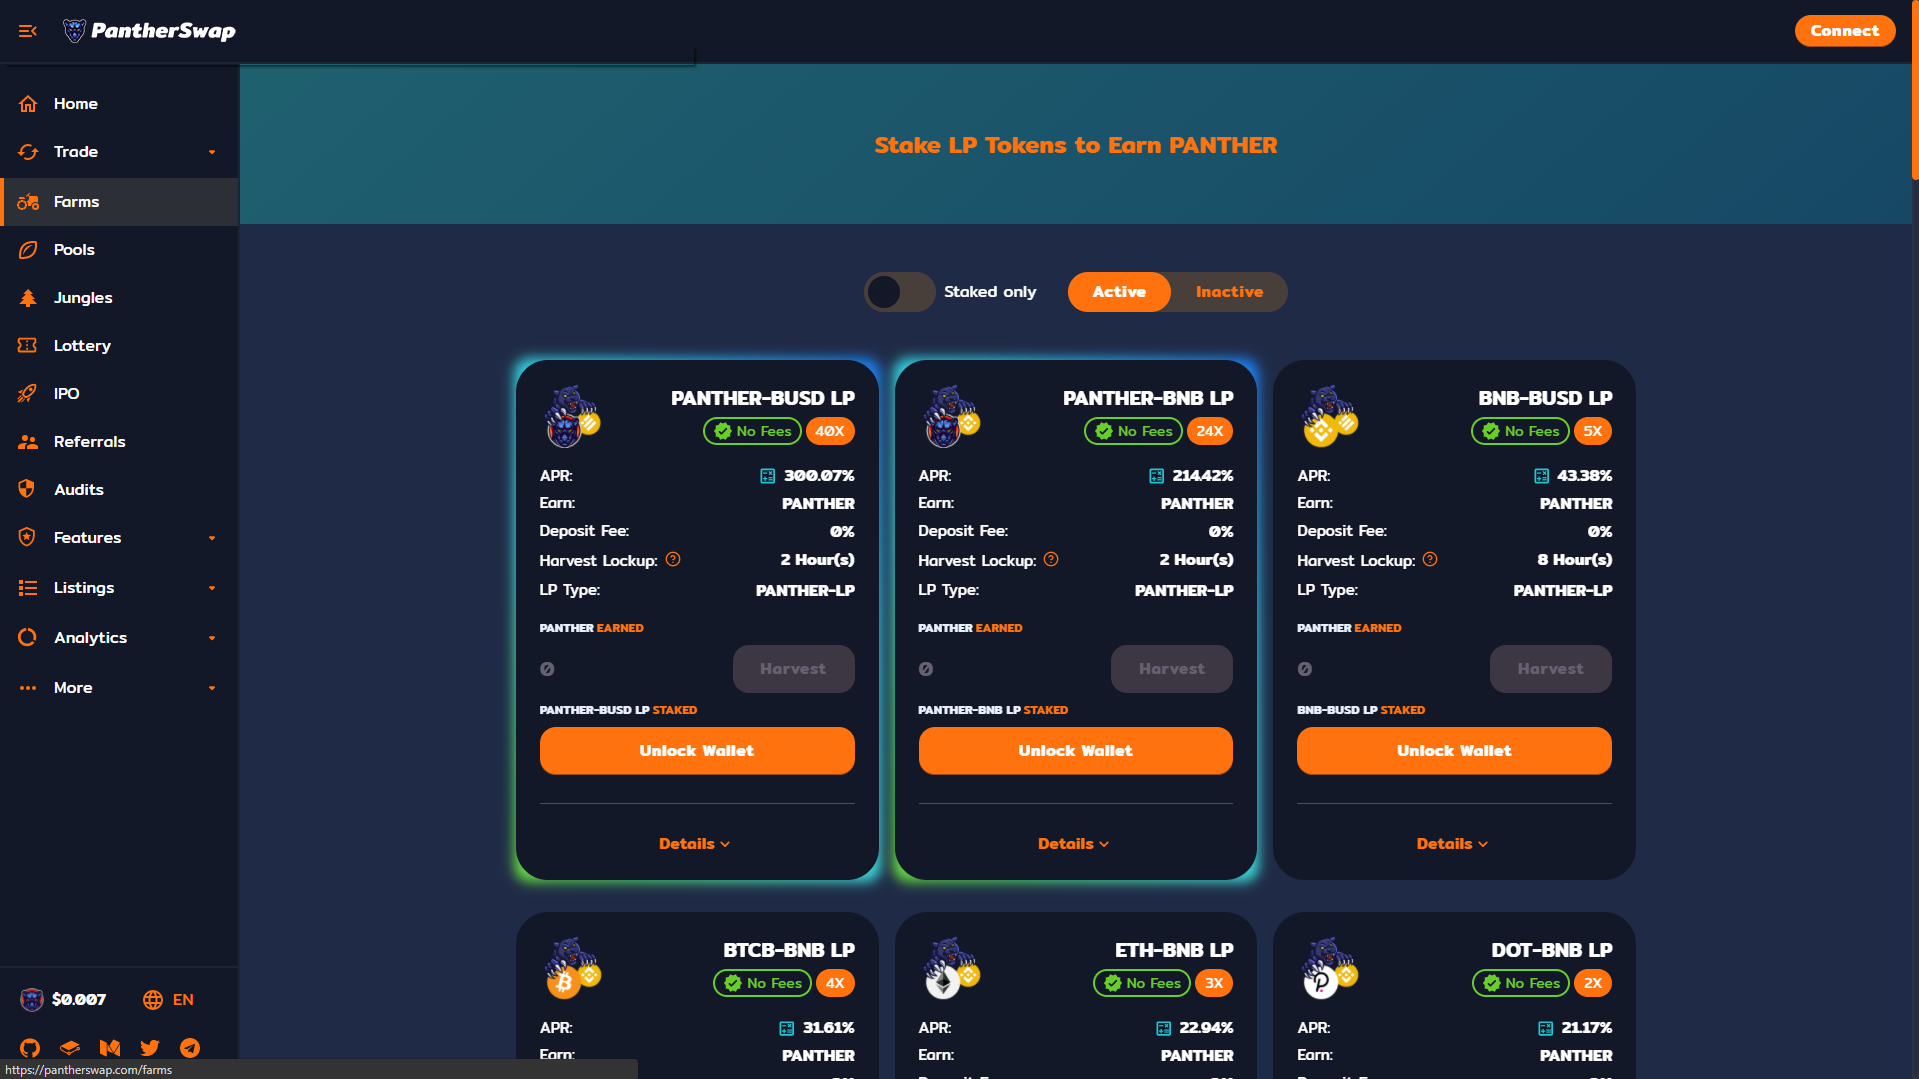 PantherSwap
Connect
Home
Trade
Farms
Pools
Jungles
Lottery
IPO
Referrals
Audits
Features
Listings
Analytics
More
$0.007
EN
https://pantherswap.com/farms
Stake LP Tokens to Earn PANTHER
Staked only
Active
Inactive
PANTHER-BUSD LP
No Fees
40X
APR:
300.07%
Earn:
PANTHER
Deposit Fee:
0%
Harvest Lockup:
2 Hour(s)
LP Type:
PANTHER-LP
PANTHER EARNED
0
Harvest
PANTHER-BUSD LP STAKED
Unlock Wallet
Details
PANTHER-BNB LP
No Fees
24X
APR:
214.42%
Earn:
PANTHER
Deposit Fee:
0%
Harvest Lockup:
2 Hour(s)
LP Type:
PANTHER-LP
PANTHER EARNED
0
Harvest
PANTHER-BNB LP STAKED
Unlock Wallet
Details
BNB-BUSD LP
No Fees
5X
APR:
43.38%
Earn:
PANTHER
Deposit Fee:
0%
Harvest Lockup:
8 Hour(s)
LP Type:
PANTHER-LP
PANTHER EARNED
0
Harvest
BNB-BUSD LP STAKED
Unlock Wallet
Details
BTCB-BNB LP
No Fees
4X
APR:
31.61%
Earn:
PANTHER
ETH-BNB LP
No Fees
3X
APR:
22.94%
Earn:
PANTHER
DOT-BNB LP
No Fees
2X
APR:
21.17%
Earn:
PANTHER